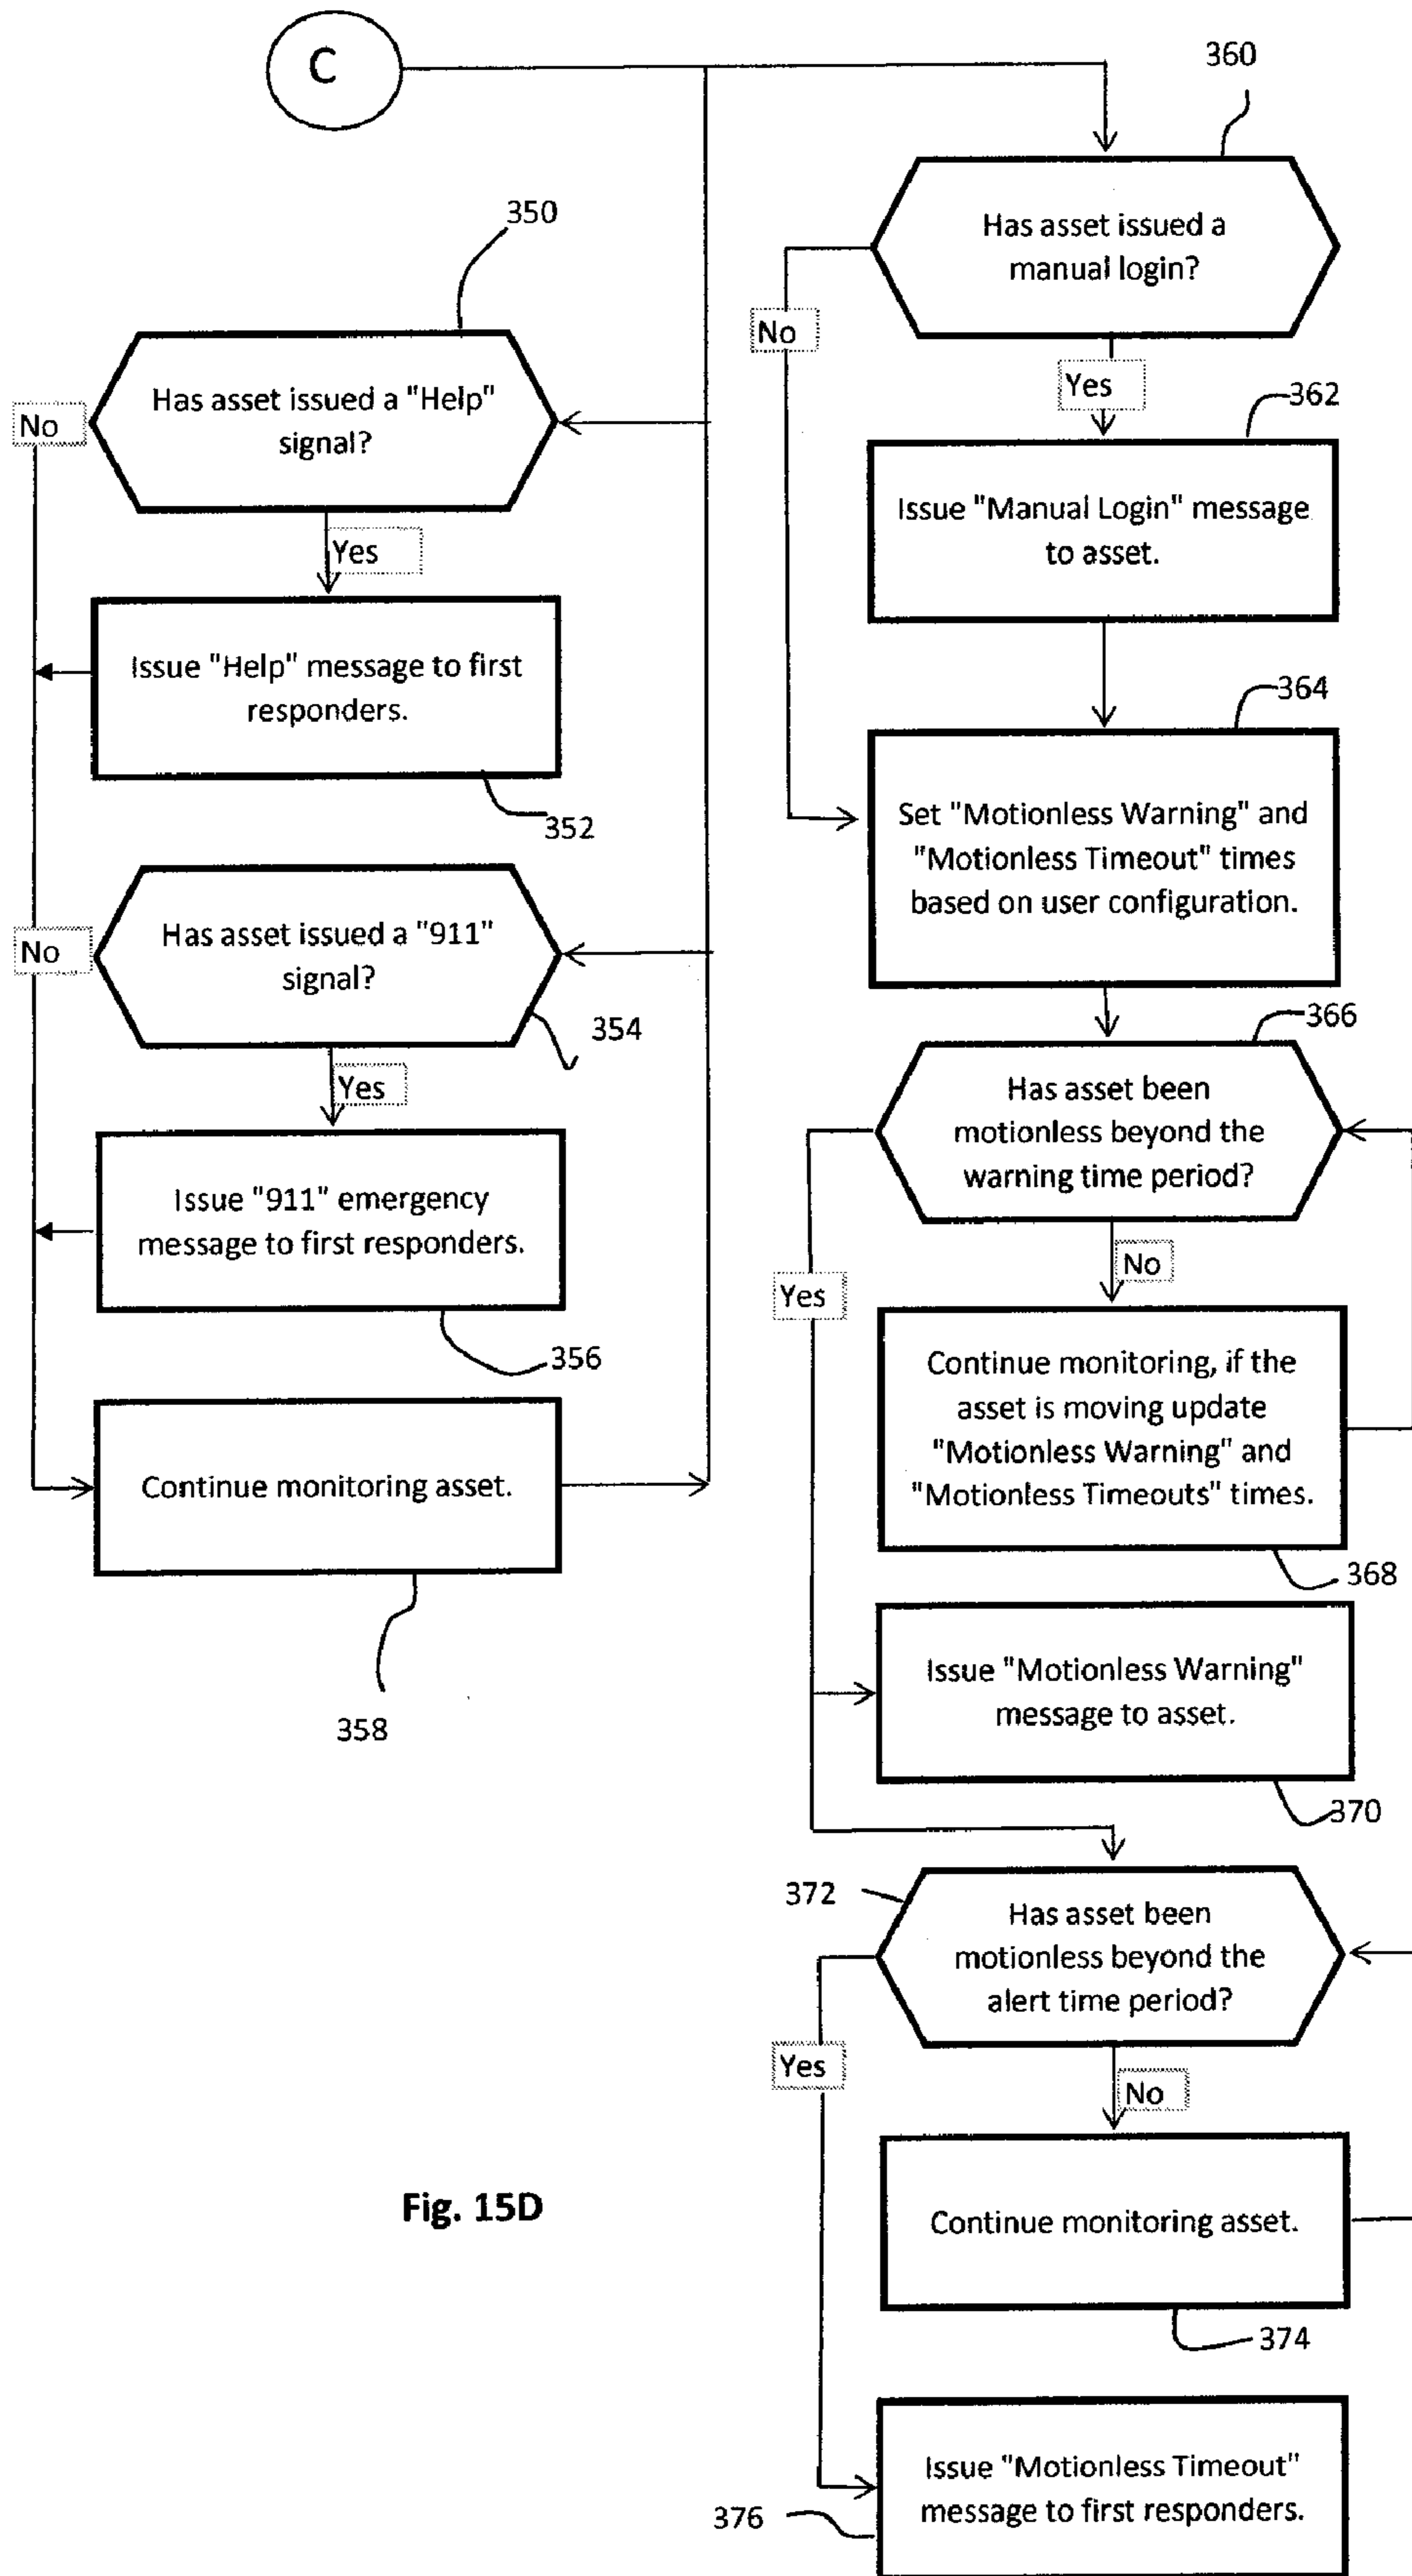 C
360
Has asset issued a
manual login?
No
Yes
362
Issue "Manual Login" message
to asset.
364
Set "Motionless Warning" and
"Motionless Timeout" times
based on user configuration.
366
Has asset been
motionless beyond the
warning time period?
Yes
No
Continue monitoring, if the
asset is moving update
"Motionless Warning" and
"Motionless Timeouts" times.
368
Issue "Motionless Warning"
message to asset.
370
372
Has asset been
motionless beyond the
alert time period?
Yes
No
Continue monitoring asset.
374
Issue "Motionless Timeout"
message to first responders.
376
350
Has asset issued a "Help"
signal?
No
Yes
Issue "Help" message to first
responders.
352
Has asset issued a "911"
signal?
No
354
Yes
Issue "911" emergency
message to first responders.
356
Continue monitoring asset.
358
Fig. 15D